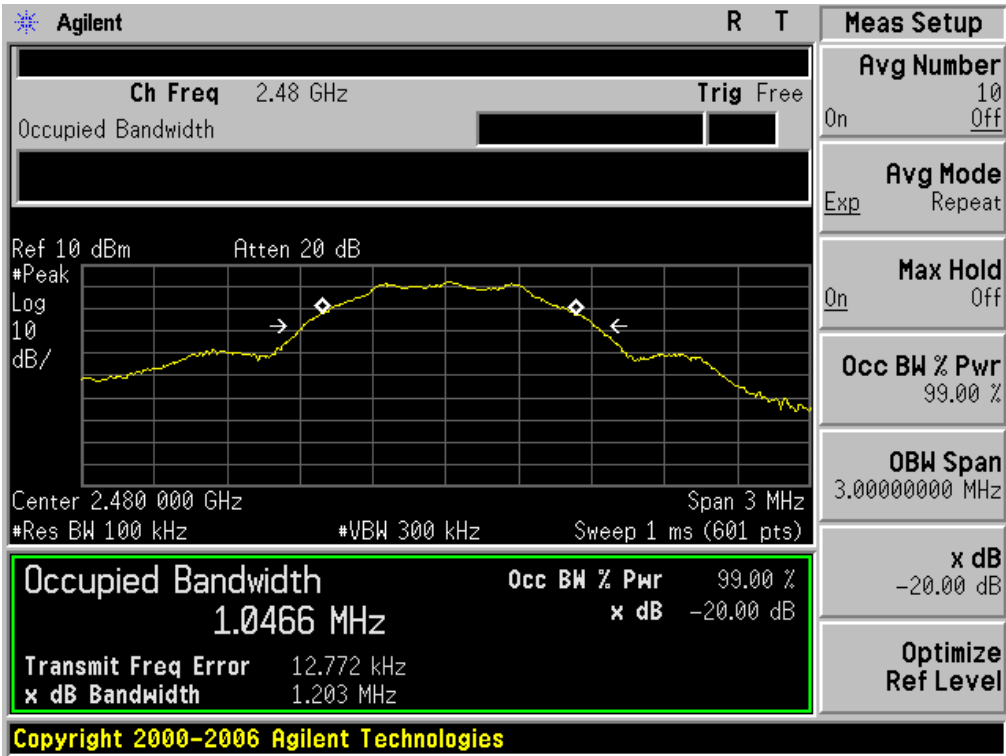 Agilent R T
Meas Setup
Ch Freq 2.48 GHz Trig Free
Occupied Bandwidth
Ref 10 dBm Atten 20 dB
#Peak
Log
10
dB/
Center 2.480 000 GHz Span 3 MHz
#Res BW 100 kHz #VBW 300 kHz Sweep 1 ms (601 pts)
Occupied Bandwidth Occ BW % Pwr 99.00 %
1.0466 MHz x dB -20.00 dB
Transmit Freq Error 12.772 kHz
x dB Bandwidth 1.203 MHz
Avg Number
10
On Off
Avg Mode
Exp Repeat
Max Hold
On Off
Occ BW % Pwr
99.00 %
OBW Span
3.00000000 MHz
x dB
-20.00 dB
Optimize
Ref Level
Copyright 2000-2006 Agilent Technologies